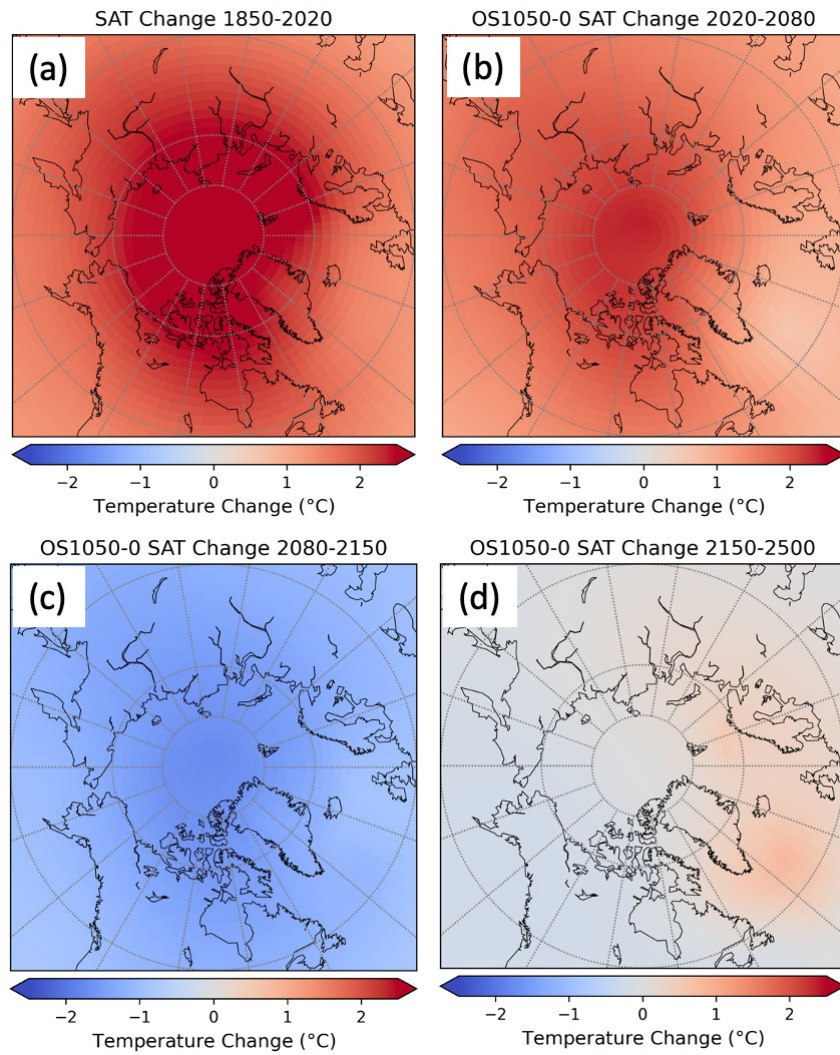 SAT Change 1850-2020
OS1050-0 SAT Change 2020-2080
(a)
(b)
−2 −1 0 1 2
−2 −1 0 1 2
Temperature Change (°C)
Temperature Change (°C)
OS1050-0 SAT Change 2080-2150
OS1050-0 SAT Change 2150-2500
(c)
(d)
−2 −1 0 1 2
−2 −1 0 1 2
Temperature Change (°C)
Temperature Change (°C)